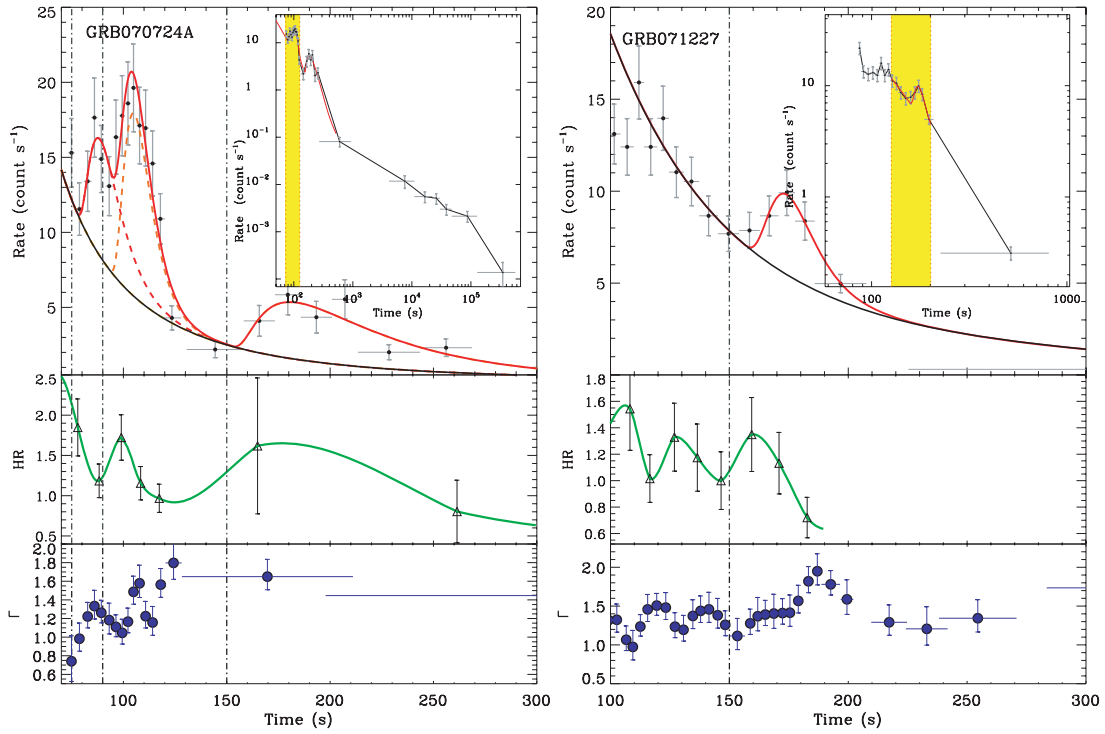 GRB070724A
Rate (count s⁻¹)
25
20
15
10
5
Rate (count s⁻¹)
10
1
10⁻¹
10⁻²
10⁻³
10² 10³ 10⁴ 10⁵
Time (s)
HR
2.5
2.0
1.5
1.0
0.5
Γ
2.0
1.8
1.6
1.4
1.2
1.0
0.8
0.6
100 150 200 250 300
Time (s)
GRB071227
Rate (count s⁻¹)
20
15
10
5
Rate (count s⁻¹)
10
1
100 1000
Time (s)
HR
1.8
1.6
1.4
1.2
1.0
0.8
0.6
Γ
2.0
1.5
1.0
100 150 200 250 300
Time (s)